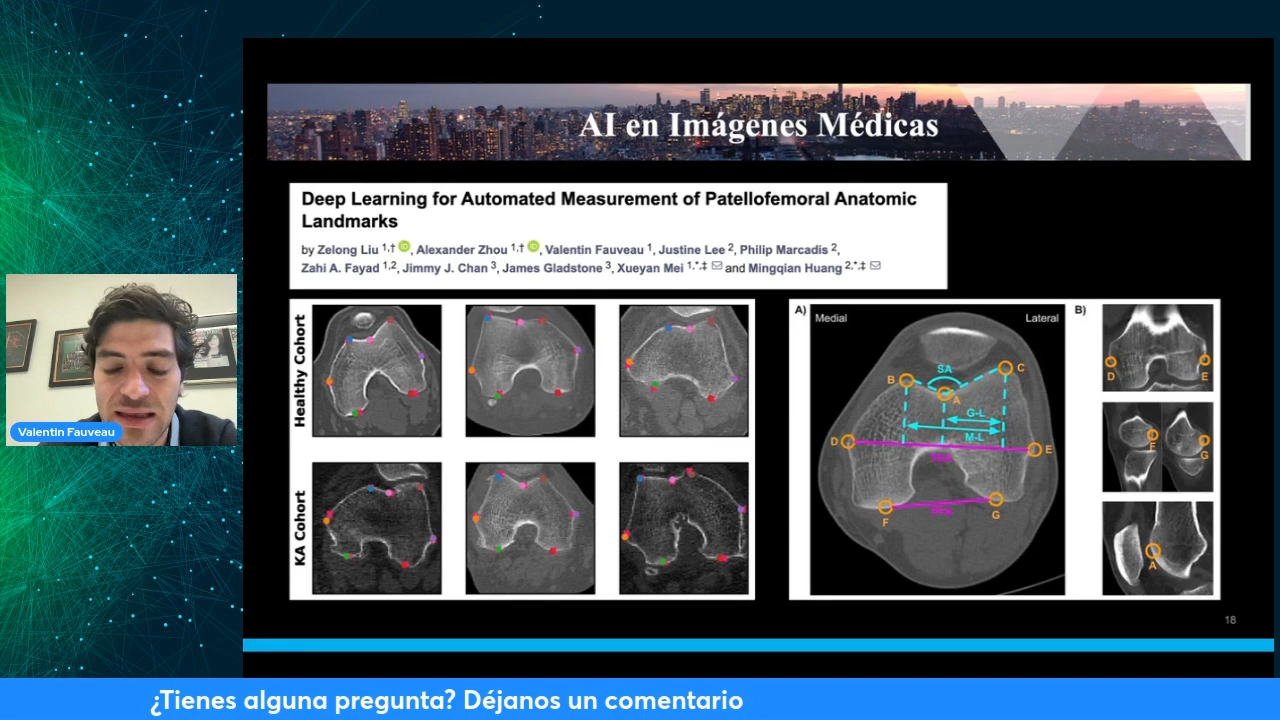 AI en Imágenes Médicas
Deep Learning for Automated Measurement of Patellofemoral Anatomic
Landmarks
by Zelong Liu 1,†, Alexander Zhou 1,†, Valentin Fauveau 1, Justine Lee 2, Philip Marcadis 2,
Zahi A. Fayad 1,2, Jimmy J. Chan 3, James Gladstone 3, Xueyan Mei 1,*,‡ and Mingqian Huang 2,*,‡
Healthy Cohort
KA Cohort
A)
Medial
Lateral
SA
B
C
A
G-L
M-L
D
E
F
G
B)
D
E
F
G
A
18
Valentin Fauveau
¿Tienes alguna pregunta? Déjanos un comentario